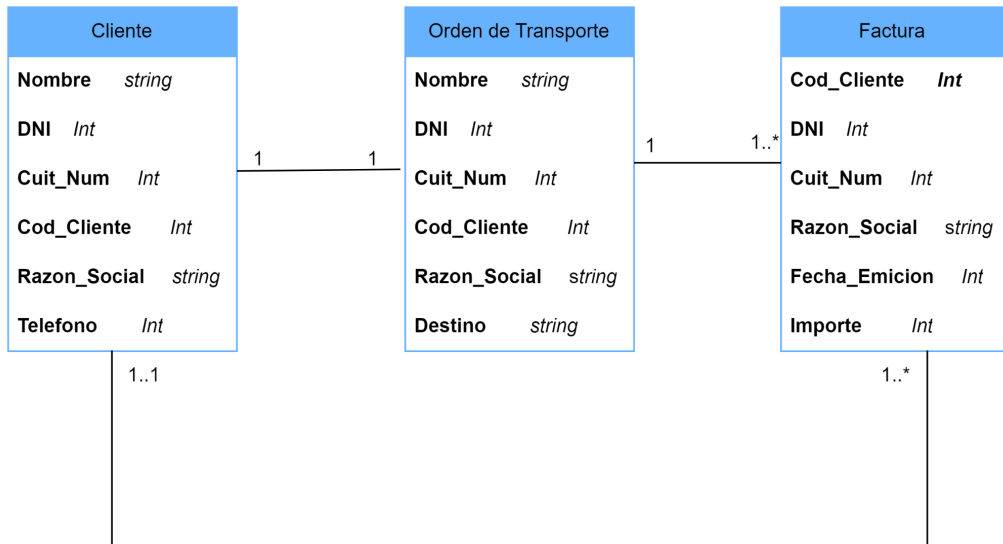 Cliente
Nombre string
DNI Int
Cuit_Num Int
Cod_Cliente Int
Razon_Social string
Telefono Int
1
1
Orden de Transporte
Nombre string
DNI Int
Cuit_Num Int
Cod_Cliente Int
Razon_Social string
Destino string
1
1..*
Factura
Cod_Cliente Int
DNI Int
Cuit_Num Int
Razon_Social string
Fecha_Emicion Int
Importe Int
1..1
1..*